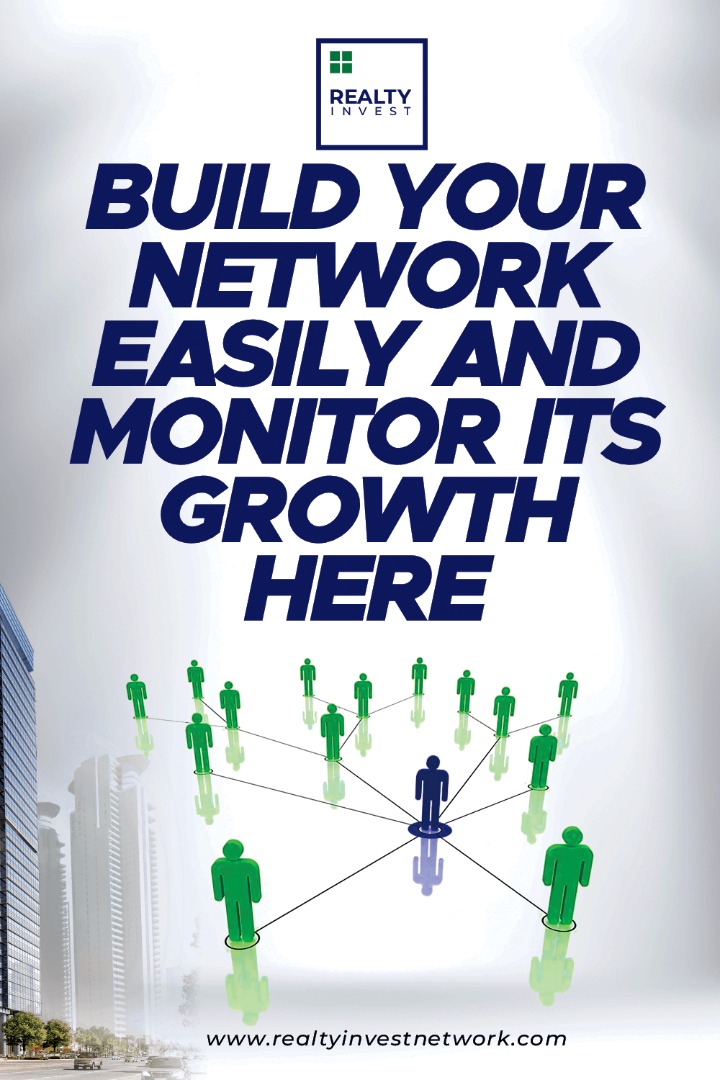 REALTY
INVEST
BUILD YOUR
NETWORK
EASILY AND
MONITOR ITS
GROWTH
HERE
www.realtyinvestnetwork.com